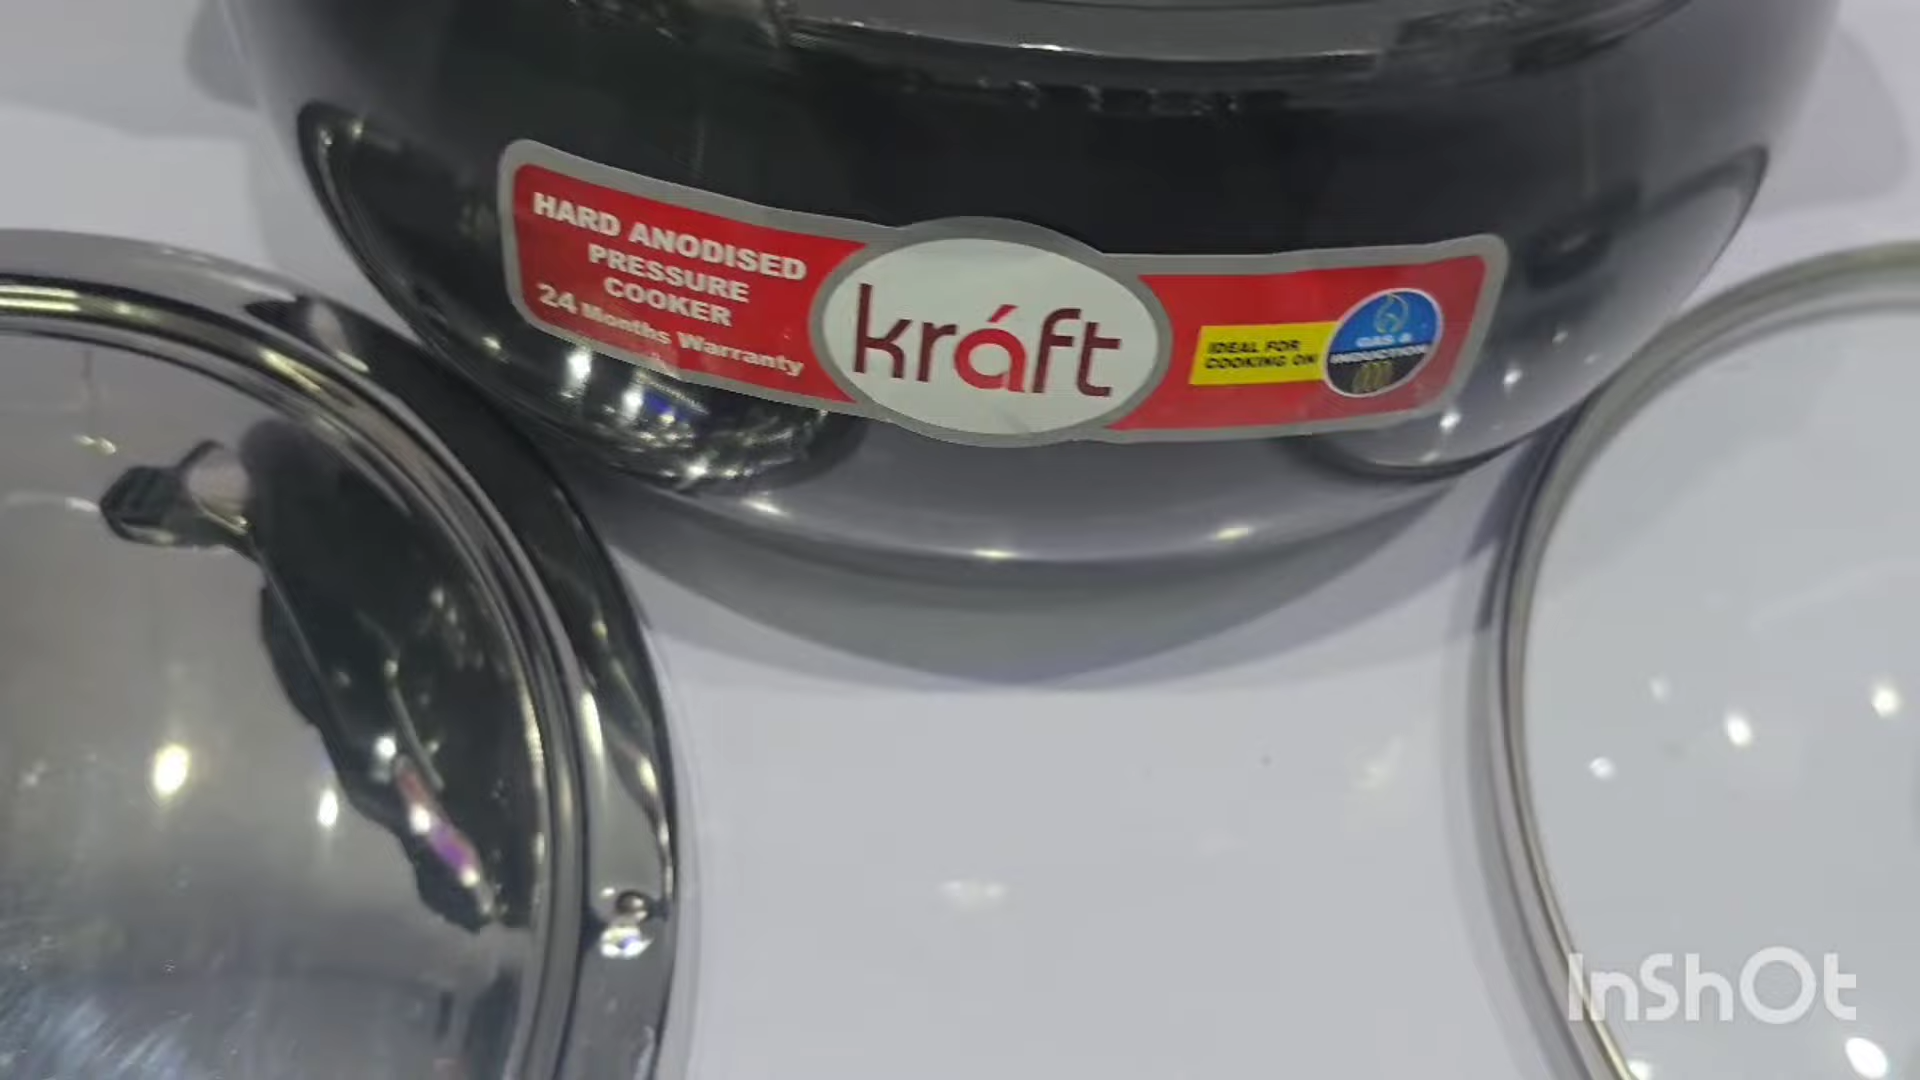 HARD ANODISED
PRESSURE
COOKER
24 Months Warranty
kráft
IDEAL FOR
COOKING ON
GAS &
INDUCTION
InShOt